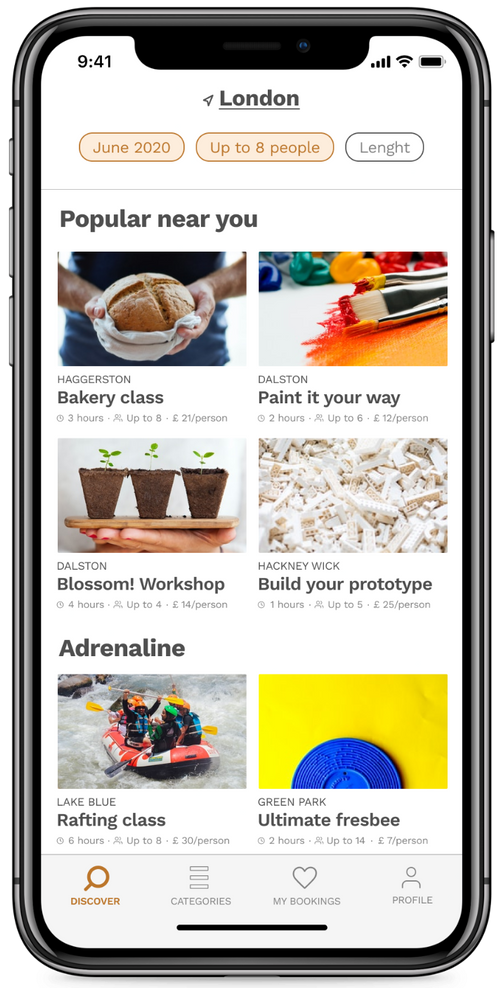 9:41
London
June 2020
Up to 8 people
Lenght
Popular near you
HAGGERSTON
Bakery class
3 hours · Up to 8 · £ 21/person
DALSTON
Paint it your way
2 hours · Up to 6 · £ 12/person
DALSTON
Blossom! Workshop
4 hours · Up to 4 · £ 14/person
HACKNEY WICK
Build your prototype
1 hours · Up to 5 · £ 25/person
Adrenaline
LAKE BLUE
Rafting class
6 hours · Up to 8 · £ 30/person
GREEN PARK
Ultimate fresbee
2 hours · Up to 14 · £ 7/person
DISCOVER
CATEGORIES
MY BOOKINGS
PROFILE